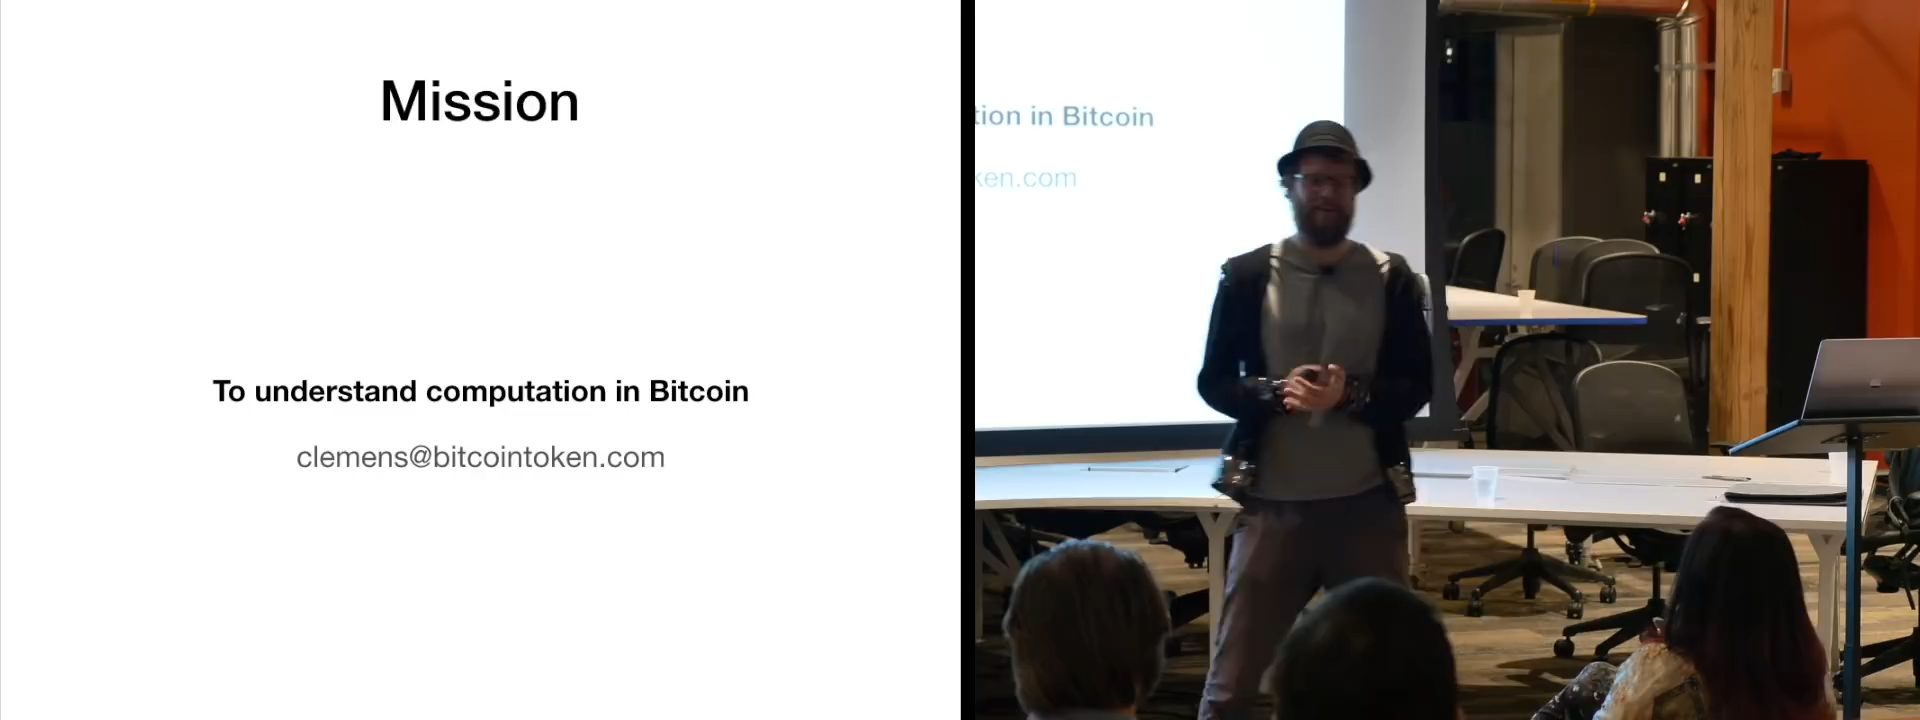 Mission
To understand computation in Bitcoin
clemens@bitcointoken.com
tion in Bitcoin
ken.com